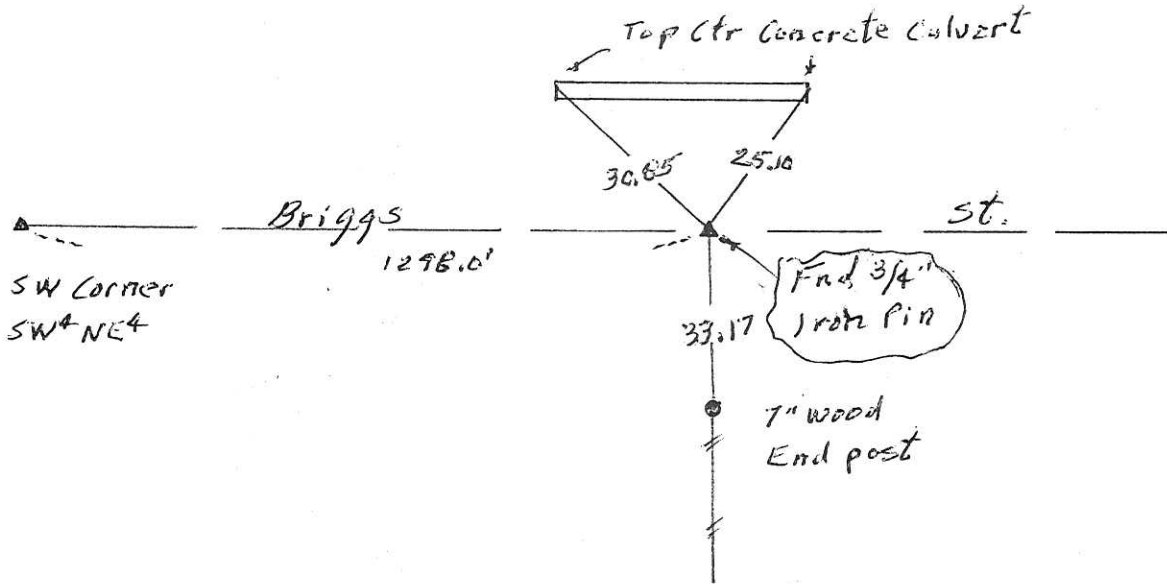 Top Ctr Concrete Culvert
30.85
25.10
Briggs
St.
1298.0'
SW Corner
SW⁴ NE⁴
Fnd 3/4"
Iron Pin
33.17
7" wood
End post